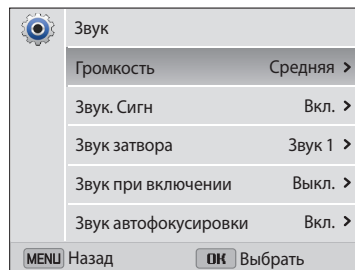 Звук
Громкость Средняя >
Звук. Сигн Вкл. >
Звук затвора Звук 1 >
Звук при включении Выкл. >
Звук автофокусировки Вкл. >
MENU Назад OK Выбрать